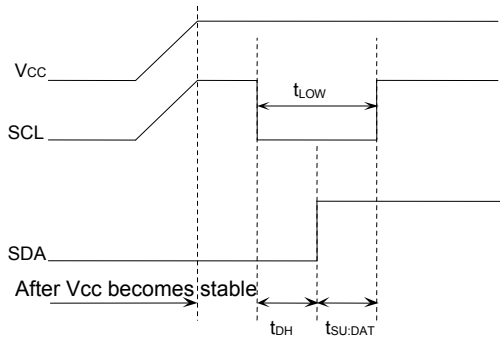 VCC
tLOW
SCL
SDA
After Vcc becomes stable
tDH
tSU:DAT